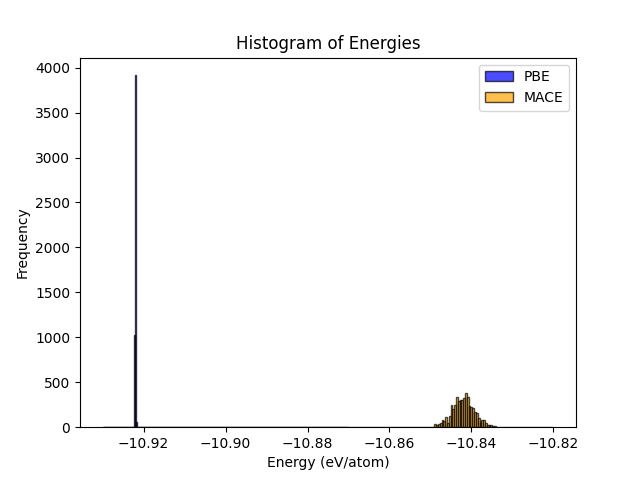 Histogram of Energies
PBE
MACE
4000
3500
3000
2500
2000
1500
1000
500
0
Frequency
−10.92 −10.90 −10.88 −10.86 −10.84 −10.82
Energy (eV/atom)